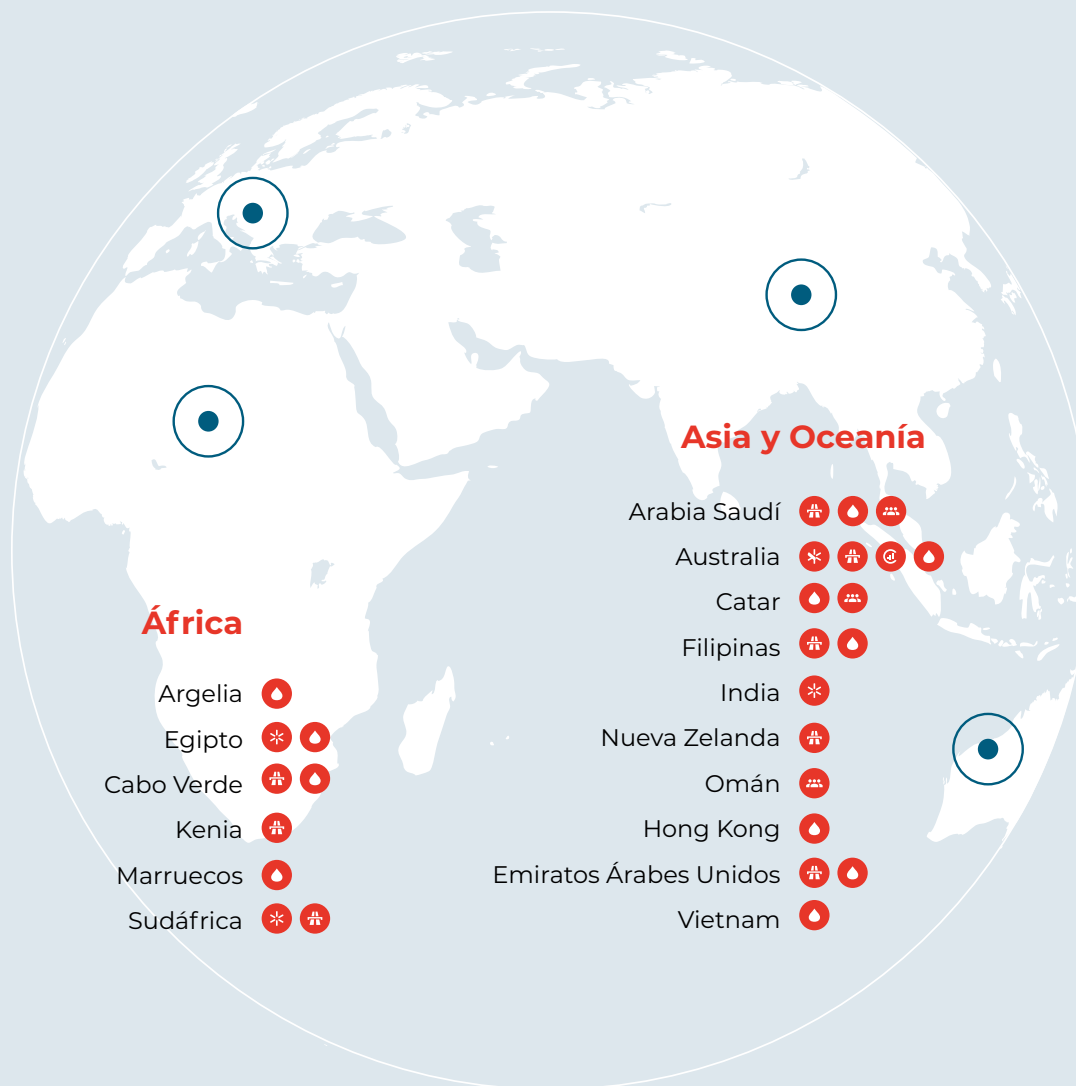 África
Argelia
Egipto
Cabo Verde
Kenia
Marruecos
Sudáfrica
Asia y Oceanía
Arabia Saudí
Australia
Catar
Filipinas
India
Nueva Zelanda
Omán
Hong Kong
Emiratos Árabes Unidos
Vietnam